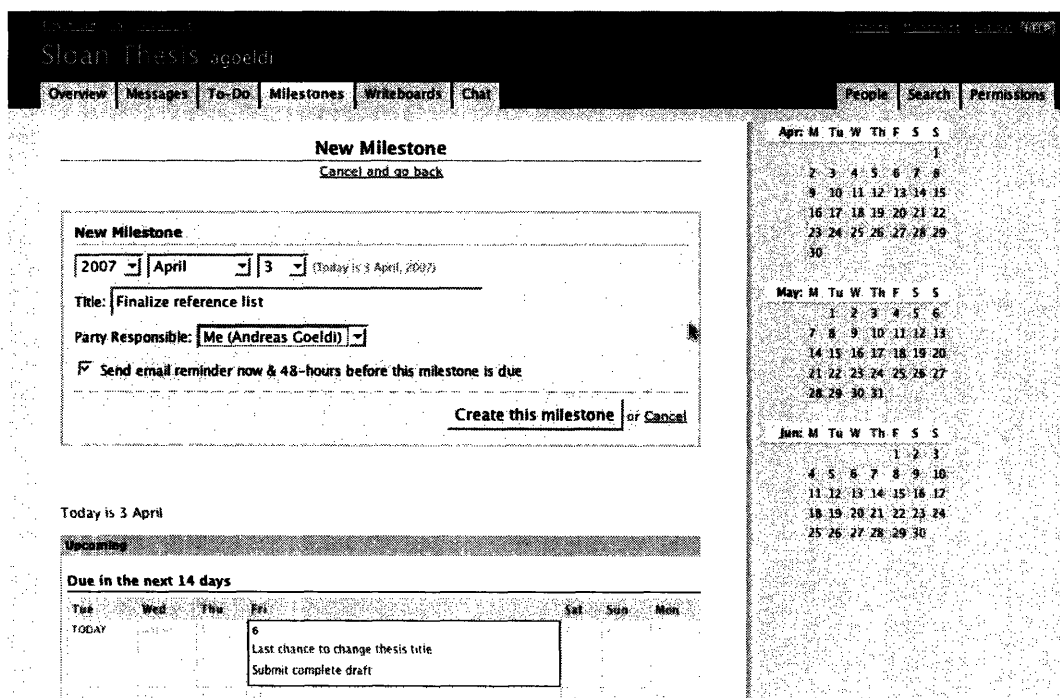 Sloan Thesis agoeldi
Overview Messages To-Do Milestones Writeboards Chat People Search Permissions
New Milestone
Cancel and go back
New Milestone
2007 April 3 (Today is 3 April, 2007)
Title: Finalize reference list
Party Responsible: Me (Andreas Goeldi)
Send email reminder now & 48-hours before this milestone is due
Create this milestone or Cancel
Today is 3 April
Upcoming
Due in the next 14 days
Tue Wed Thu Fri Sat Sun Mon
TODAY
6
Last chance to change thesis title
Submit complete draft
Apr: M Tu W Th F S S
1
2 3 4 5 6 7 8
9 10 11 12 13 14 15
16 17 18 19 20 21 22
23 24 25 26 27 28 29
30
May: M Tu W Th F S S
1 2 3 4 5 6
7 8 9 10 11 12 13
14 15 16 17 18 19 20
21 22 23 24 25 26 27
28 29 30 31
Jun: M Tu W Th F S S
1 2 3
4 5 6 7 8 9 10
11 12 13 14 15 16 17
18 19 20 21 22 23 24
25 26 27 28 29 30